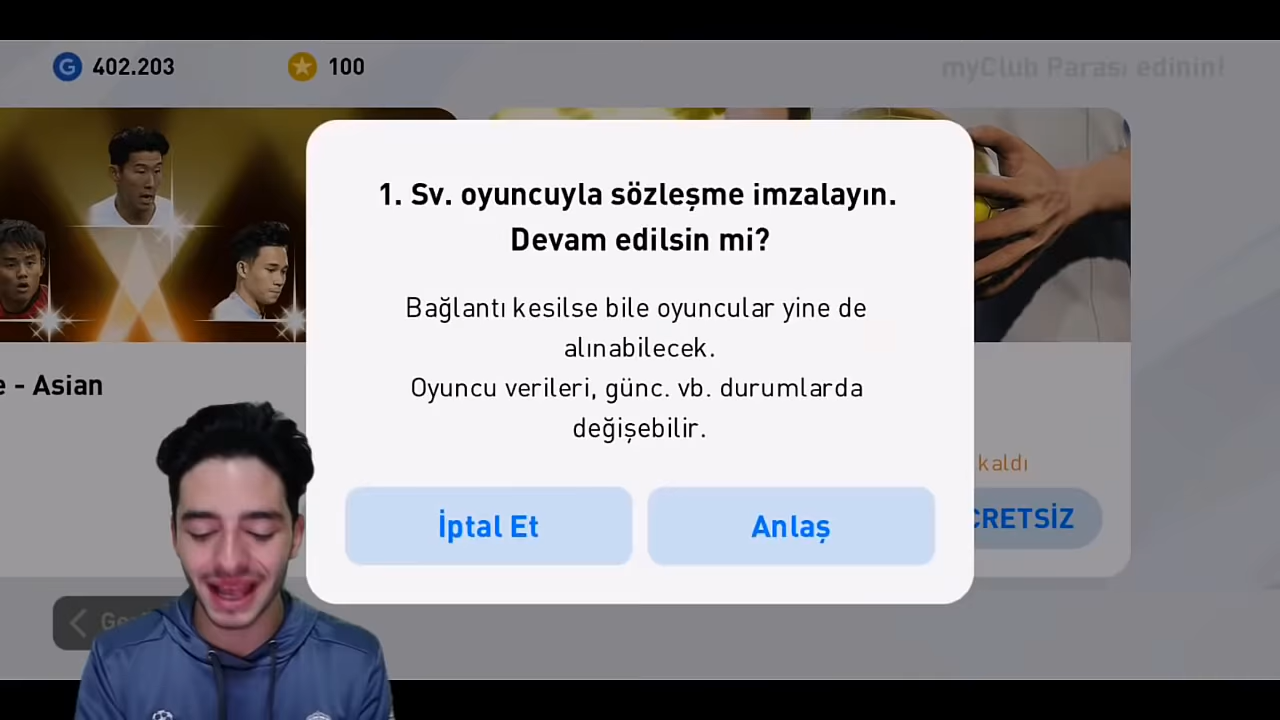 402.203
100
myClub Parası edinin!
1. Sv. oyuncuyla sözleşme imzalayın.
Devam edilsin mi?
Bağlantı kesilse bile oyuncular yine de
alınabilecek.
Oyuncu verileri, günc. vb. durumlarda
değişebilir.
- Asian
kaldı
CRETSİZ
İptal Et
Anlaş